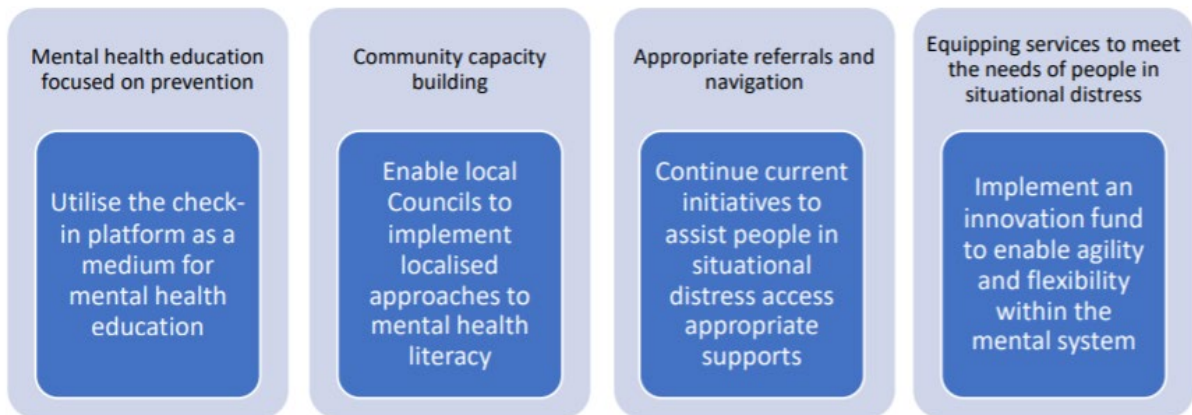 Mental health education
focused on prevention
Utilise the check-
in platform as a
medium for
mental health
education
Community capacity
building
Enable local
Councils to
implement
localised
approaches to
mental health
literacy
Appropriate referrals and
navigation
Continue current
initiatives to
assist people in
situational
distress access
appropriate
supports
Equipping services to meet
the needs of people in
situational distress
Implement an
innovation fund
to enable agility
and flexibility
within the
mental system